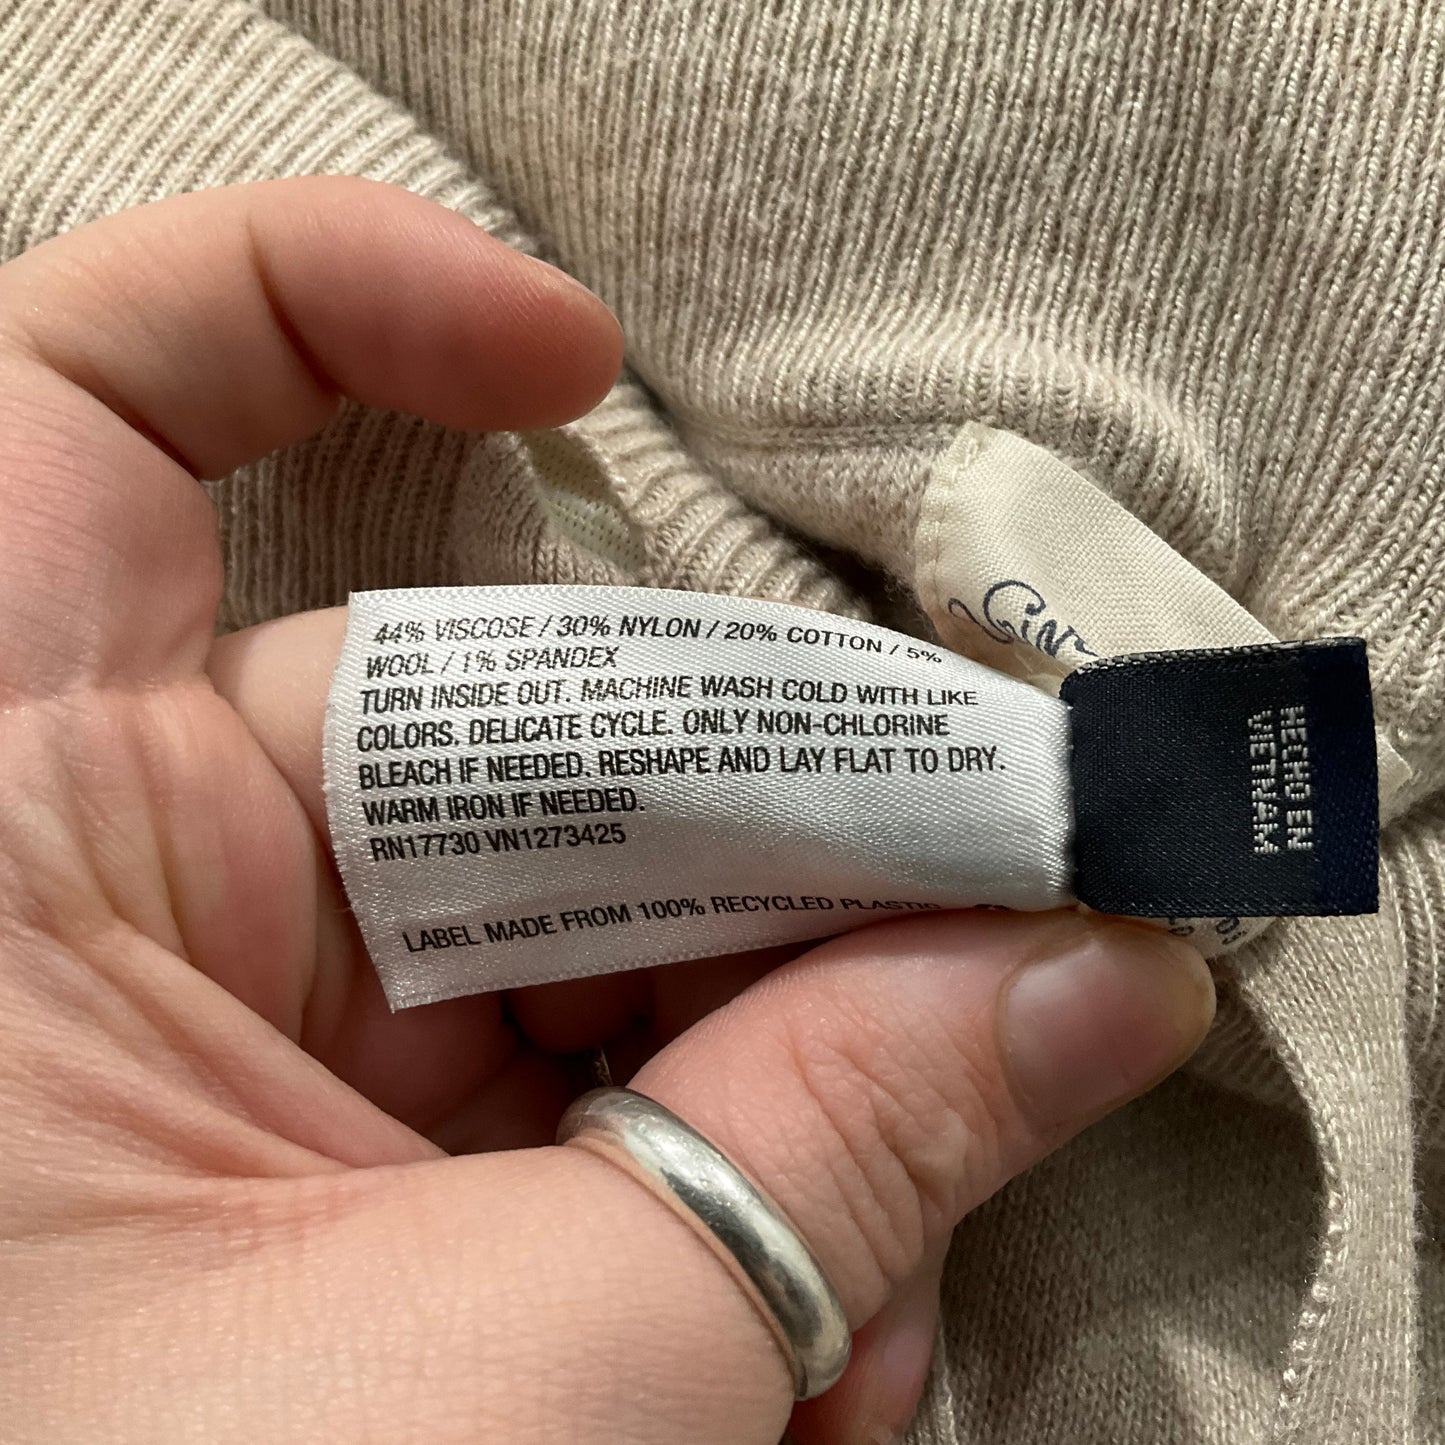 44% VISCOSE / 30% NYLON / 20% COTTON / 5%
WOOL / 1% SPANDEX
TURN INSIDE OUT. MACHINE WASH COLD WITH LIKE
COLORS. DELICATE CYCLE. ONLY NON-CHLORINE
BLEACH IF NEEDED. RESHAPE AND LAY FLAT TO DRY.
WARM IRON IF NEEDED.
RN17730 VN1273425
LABEL MADE FROM 100% RECYCLED PLASTIC
HECHO EN
VIETNAM